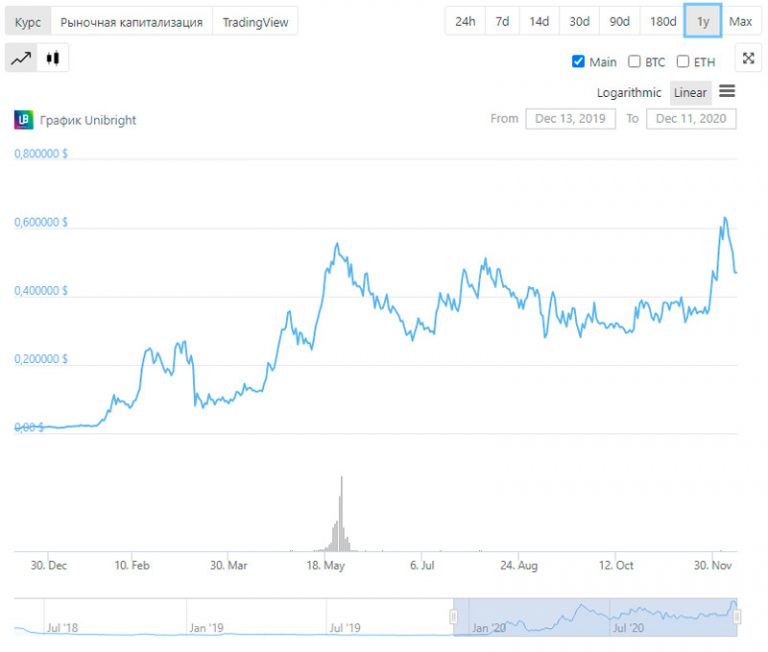 Курс Рыночная капитализация TradingView 24h 7d 14d 30d 90d 180d 1y Max
Main BTC ETH
Logarithmic Linear
График Unibright From Dec 13, 2019 To Dec 11, 2020
0,800000 $
0,600000 $
0,400000 $
0,200000 $
0,00 $
30. Dec 10. Feb 30. Mar 18. May 6. Jul 24. Aug 12. Oct 30. Nov
Jul '18 Jan '19 Jul '19 Jan '20 Jul '20